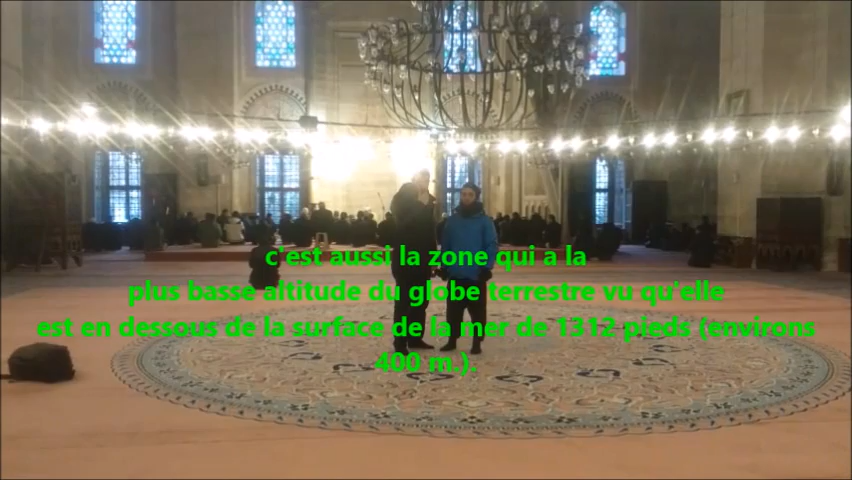 c'est aussi la zone qui a la
plus basse altitude du globe terrestre vu qu'elle
est en dessous de la surface de la mer de 1312 pieds (environs
400 m.).